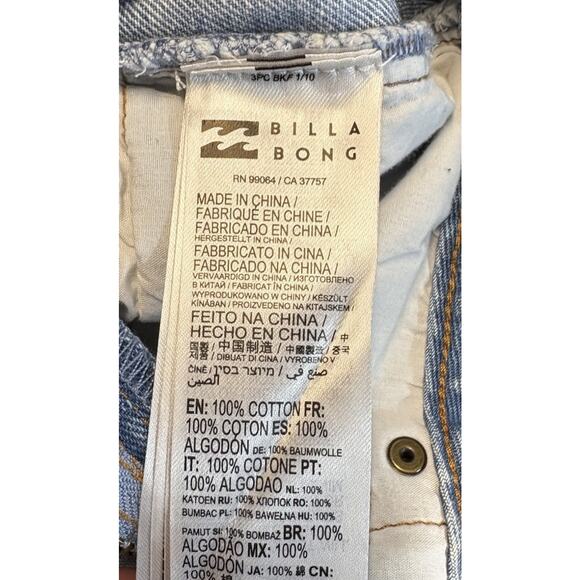 3PC BKF 1/10
BILLA
BONG
RN 99064 / CA 37757
MADE IN CHINA /
FABRIQUÉ EN CHINE /
FABRICADO EN CHINA /
HERGESTELLT IN CHINA /
FABBRICATO IN CINA /
FABRICADO NA CHINA /
VERVAARDIGD IN CHINA / ИЗГОТОВЛЕНО
В КИТАЙ / FABRICAT ÎN CHINA /
WYPRODUKOWANO W CHINY / KÉSZÜLT
KÍNÁBAN / PROIZVEDENO NA KITAJSKEM /
FEITO NA CHINA /
HECHO EN CHINA / 中
国製 / 中国制造 / 中國製造 / 중국
제품 / DIBUAT DI CINA / VYROBENO V
ČÍNĚ / מיוצר בסין / صنع في
الصين
EN: 100% COTTON FR:
100% COTON ES: 100%
ALGODÓN DE: 100% BAUMWOLLE
IT: 100% COTONE PT:
100% ALGODAO NL: 100%
KATOEN RU: 100% ХЛОПОК RO: 100%
BUMBAC PL: 100% BAWEŁNA HU: 100%
PAMUT SI: 100% BOMBAŽ BR: 100%
ALGODÃO MX: 100%
ALGODÓN JA: 100% 綿 CN:
100% 棉